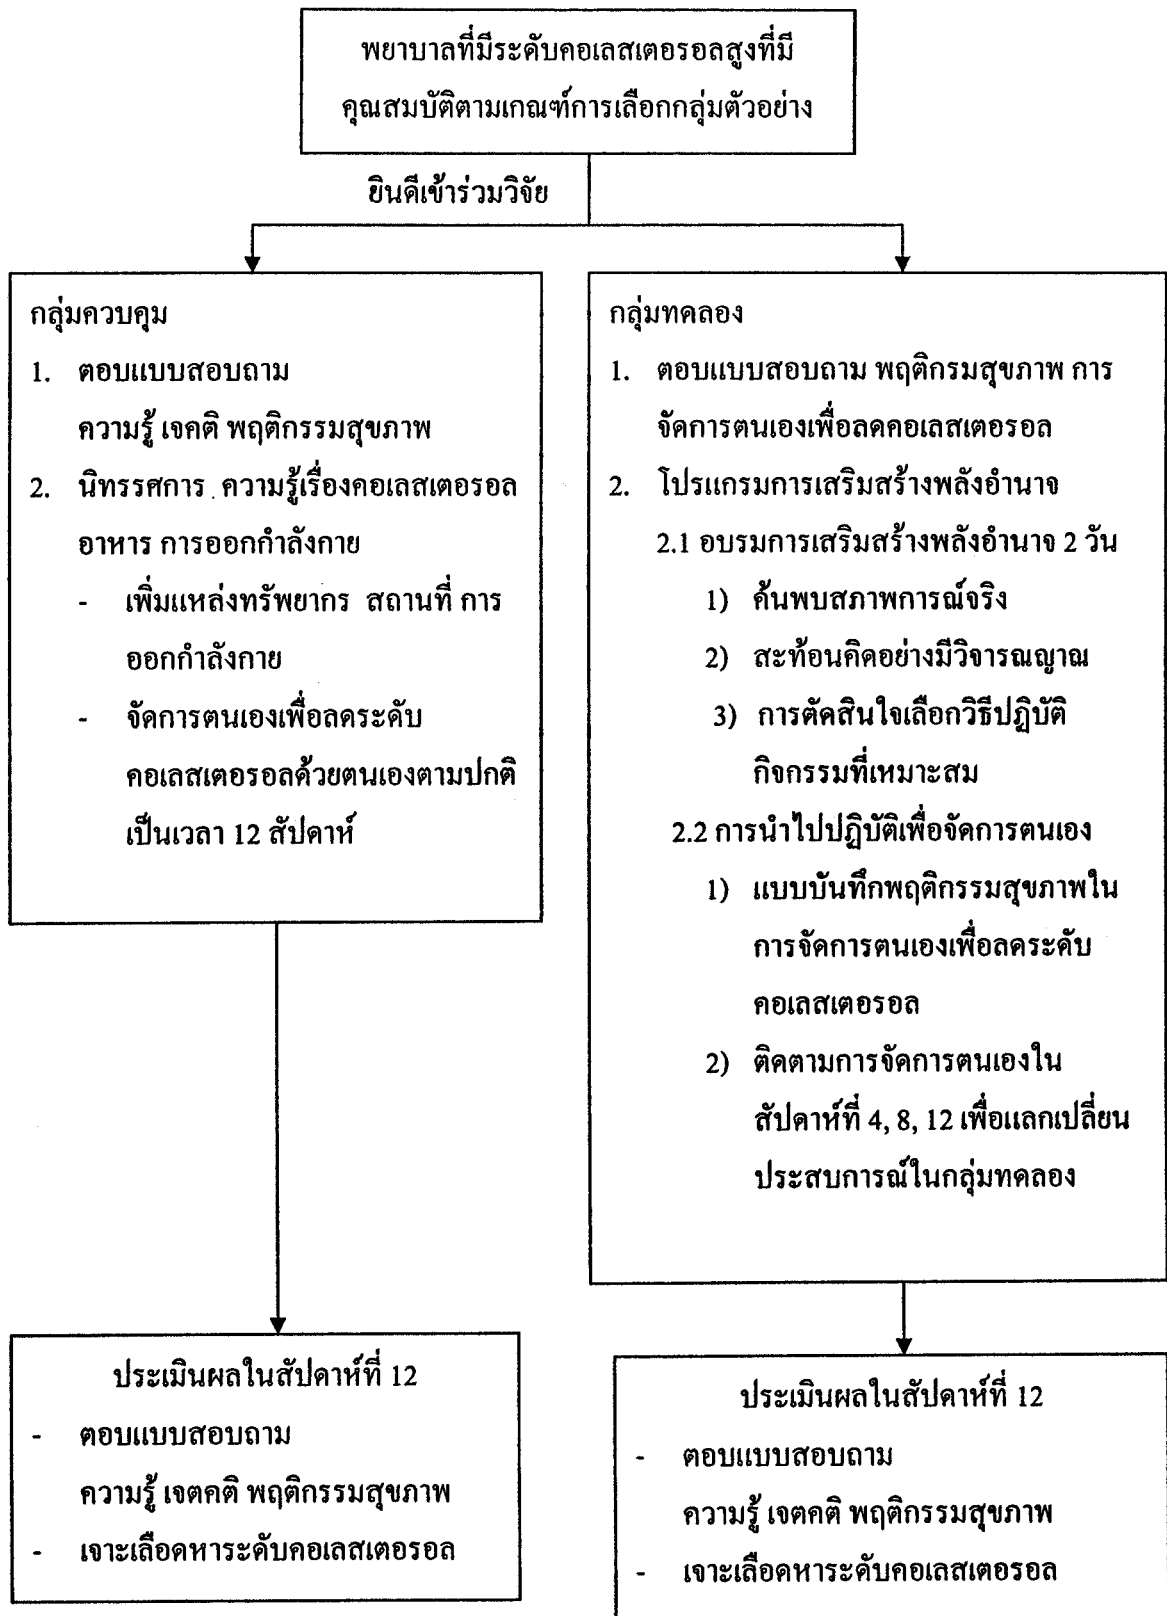 พยาบาลที่มีระดับคอเลสเตอรอลสูงที่มี
คุณสมบัติตามเกณฑ์การเลือกกลุ่มตัวอย่าง
ยินดีเข้าร่วมวิจัย
กลุ่มควบคุม
1. ตอบแบบสอบถาม
ความรู้ เจคติ พฤติกรรมสุขภาพ
2. นิทรรศการ ความรู้เรื่องคอเลสเตอรอล
อาหาร การออกกำลังกาย
- เพิ่มแหล่งทรัพยากร สถานที่ การ
ออกกำลังกาย
- จัดการตนเองเพื่อลดระดับ
คอเลสเตอรอลด้วยตนเองตามปกติ
เป็นเวลา 12 สัปดาห์
กลุ่มทดลอง
1. ตอบแบบสอบถาม พฤติกรมสุขภาพ การ
จัดการตนเองเพื่อลดคอเลสเตอรอล
2. โปรแกรมการเสริมสร้างพลังอำนาจ
2.1 อบรมการเสริมสร้างพลังอำนาจ 2 วัน
1) ค้นพบสภาพการณ์จริง
2) สะท้อนคิดอย่างมีวิจารณญาณ
3) การตัดสินใจเลือกวิธีปฏิบัติ
กิจกรรมที่เหมาะสม
2.2 การนำไปปฏิบัติเพื่อจัดการตนเอง
1) แบบบันทึกพฤติกรรมสุขภาพใน
การจัดการตนเองเพื่อลดระดับ
คอเลสเตอรอล
2) ติดตามการจัดการตนเองใน
สัปดาห์ที่ 4, 8, 12 เพื่อแลกเปลี่ยน
ประสบการณ์ในกลุ่มทดลอง
ประเมินผลในสัปดาห์ที่ 12
- ตอบแบบสอบถาม
ความรู้ เจตคติ พฤติกรรมสุขภาพ
- เจาะเลือดหาระดับคอเลสเตอรอล
ประเมินผลในสัปดาห์ที่ 12
- ตอบแบบสอบถาม
ความรู้ เจตคติ พฤติกรรมสุขภาพ
- เจาะเลือดหาระดับคอเลสเตอรอล